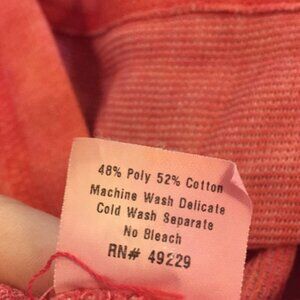 48% Poly 52% Cotton
Machine Wash Delicate
Cold Wash Separate
No Bleach
RN# 49229